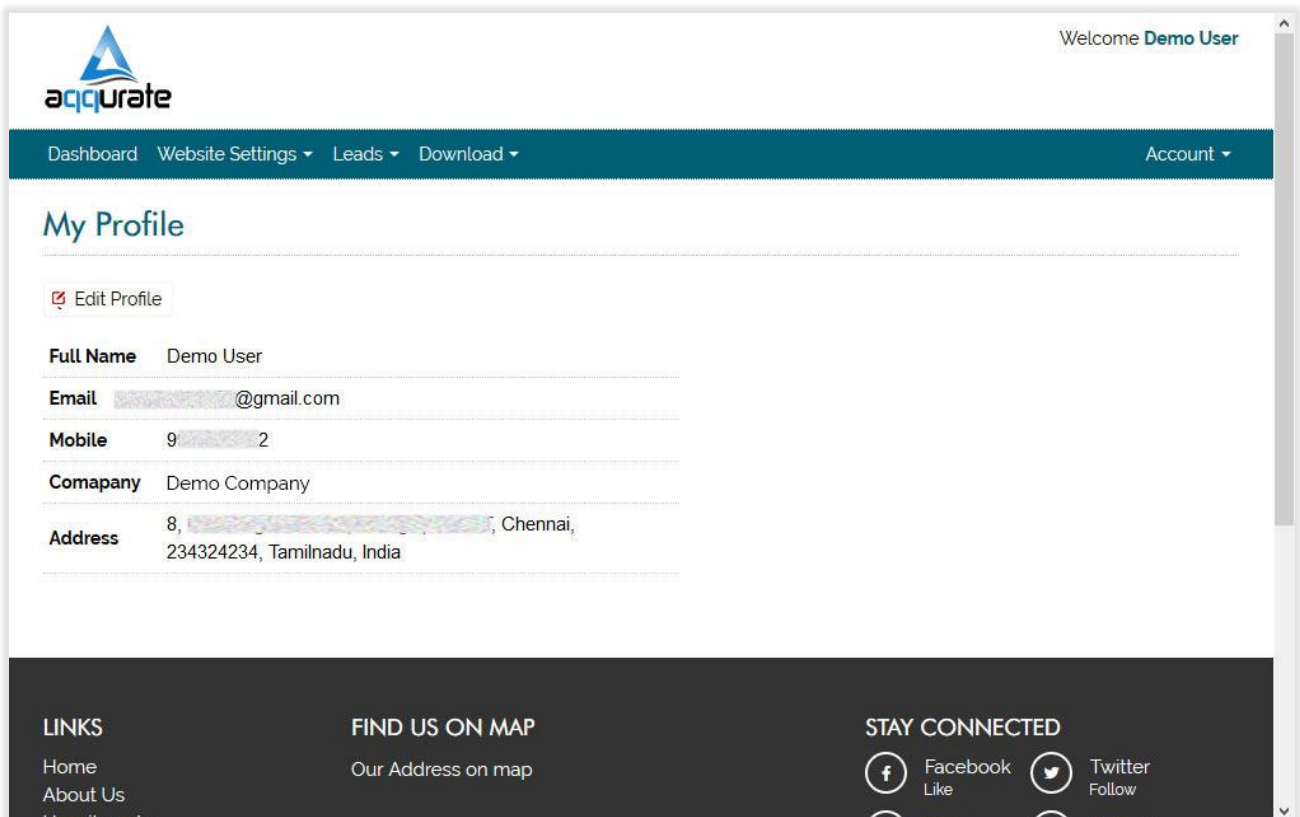 aqqurate
Welcome Demo User
Dashboard Website Settings Leads Download Account
My Profile
Edit Profile
Full Name Demo User
Email @gmail.com
Mobile 9 2
Comapany Demo Company
Address 8, , Chennai,
234324234, Tamilnadu, India
LINKS
Home
About Us
FIND US ON MAP
Our Address on map
STAY CONNECTED
Facebook
Like
Twitter
Follow